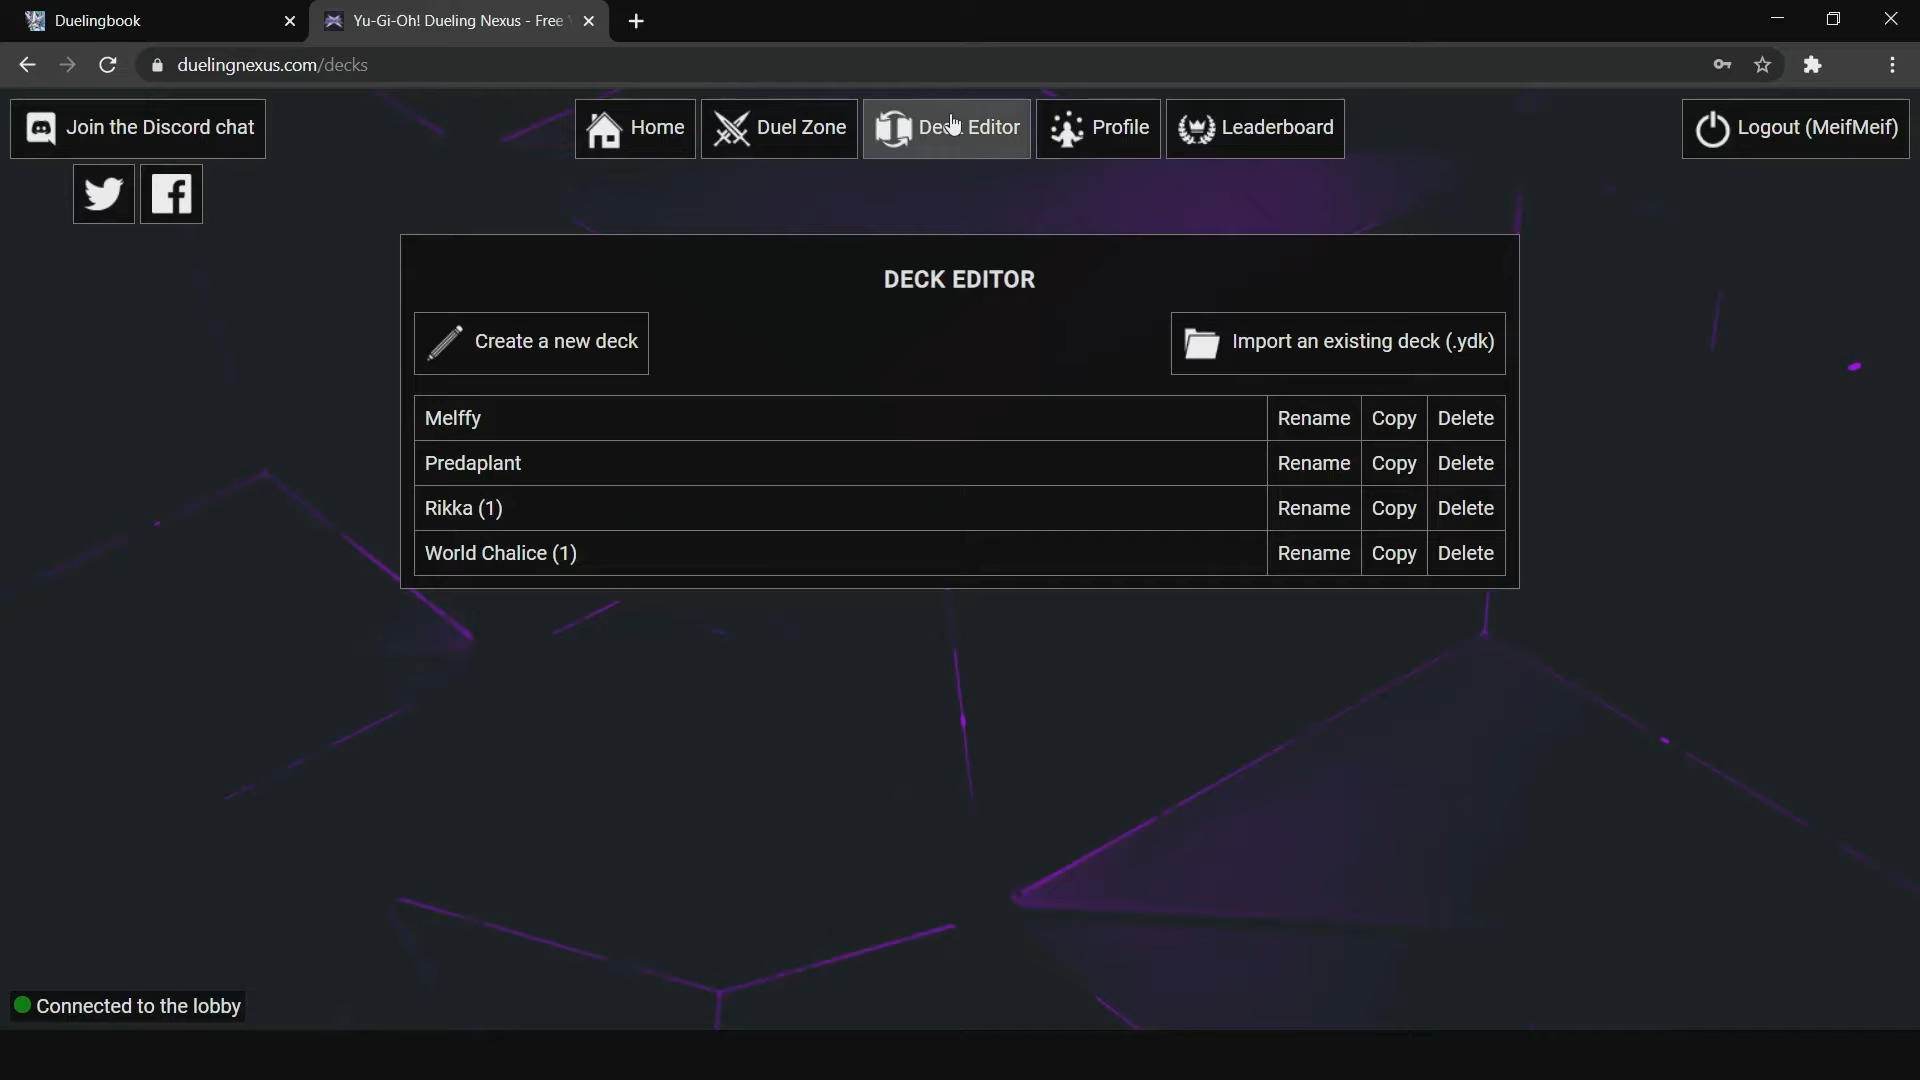 Duelingbook
Yu-Gi-Oh! Dueling Nexus - Free
duelingnexus.com/decks
Join the Discord chat
Home
Duel Zone
Deck Editor
Profile
Leaderboard
Logout (MeifMeif)
DECK EDITOR
Create a new deck
Import an existing deck (.ydk)
Melffy Rename Copy Delete
Predaplant Rename Copy Delete
Rikka (1) Rename Copy Delete
World Chalice (1) Rename Copy Delete
Connected to the lobby